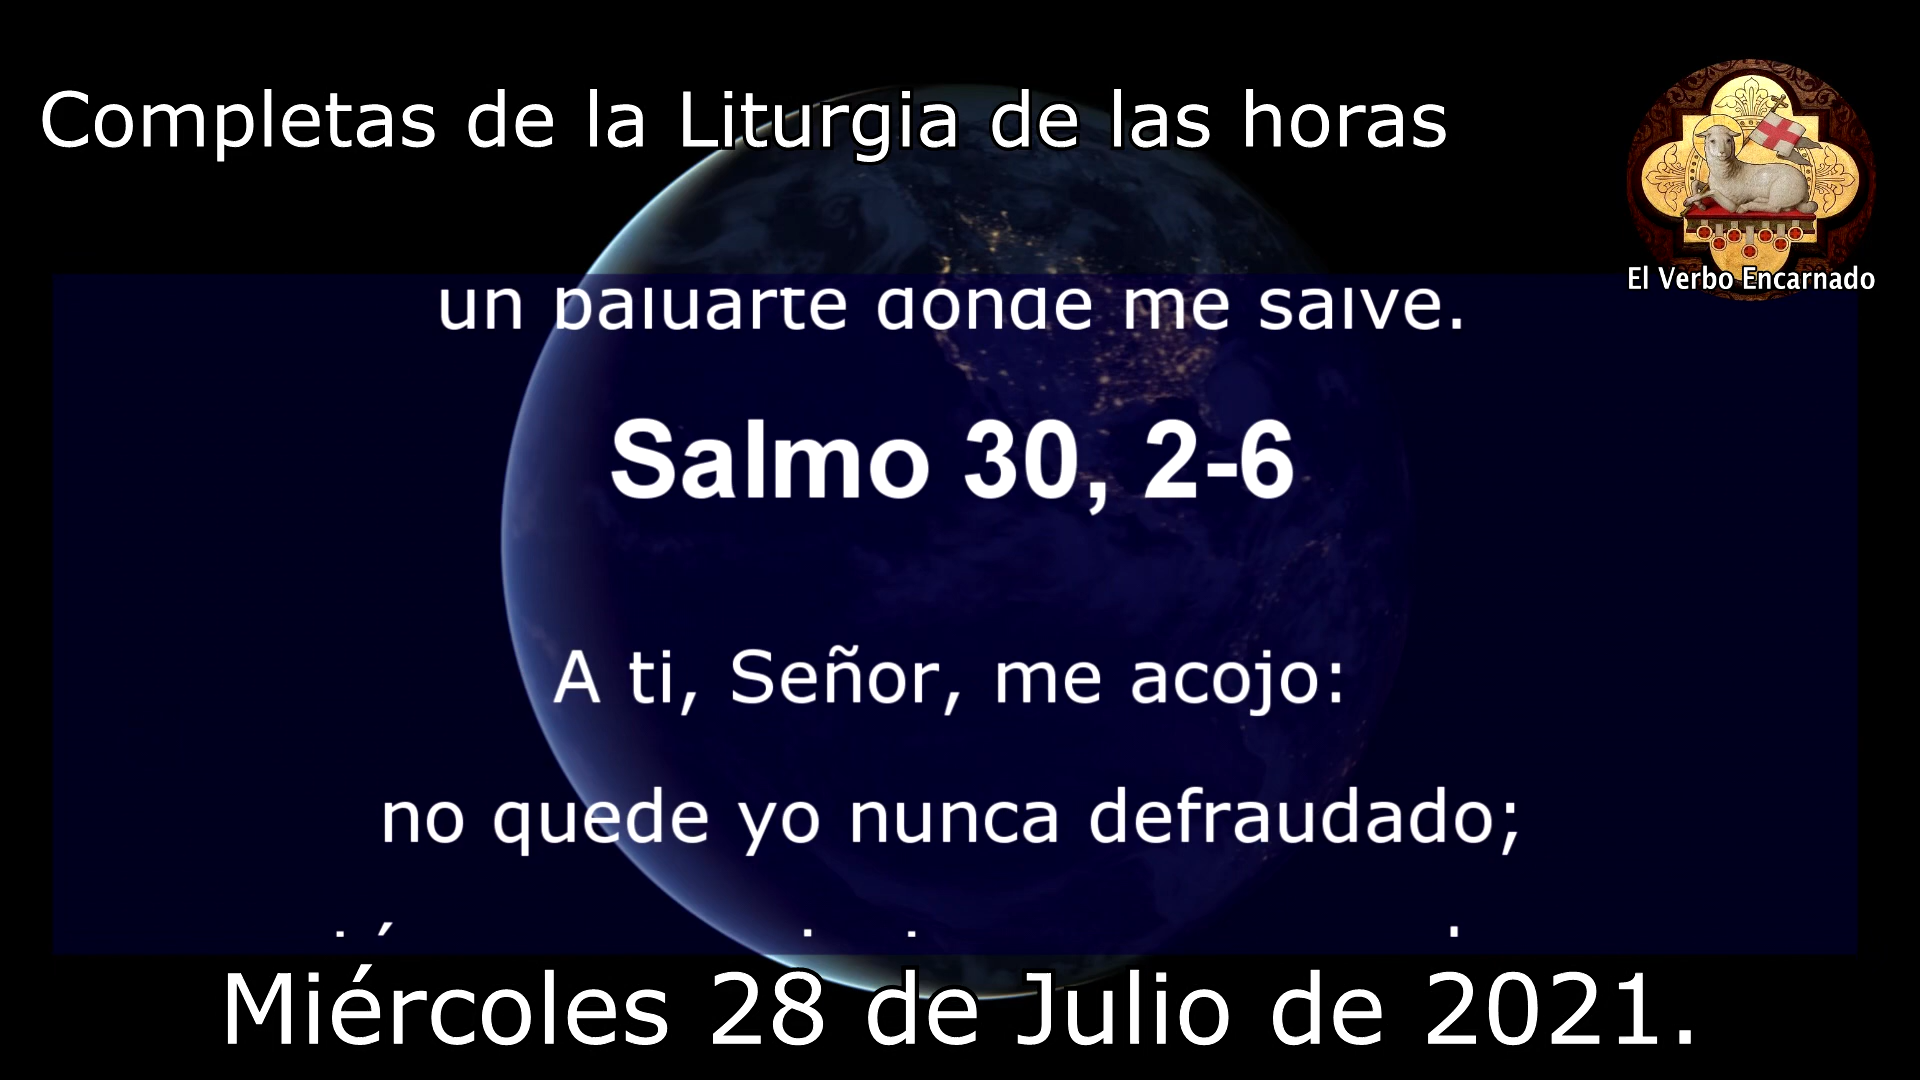 Completas de la Liturgia de las horas
El Verbo Encarnado
un baluarte donde me salve.
Salmo 30, 2-6
A ti, Señor, me acojo:
no quede yo nunca defraudado;
Miércoles 28 de Julio de 2021.